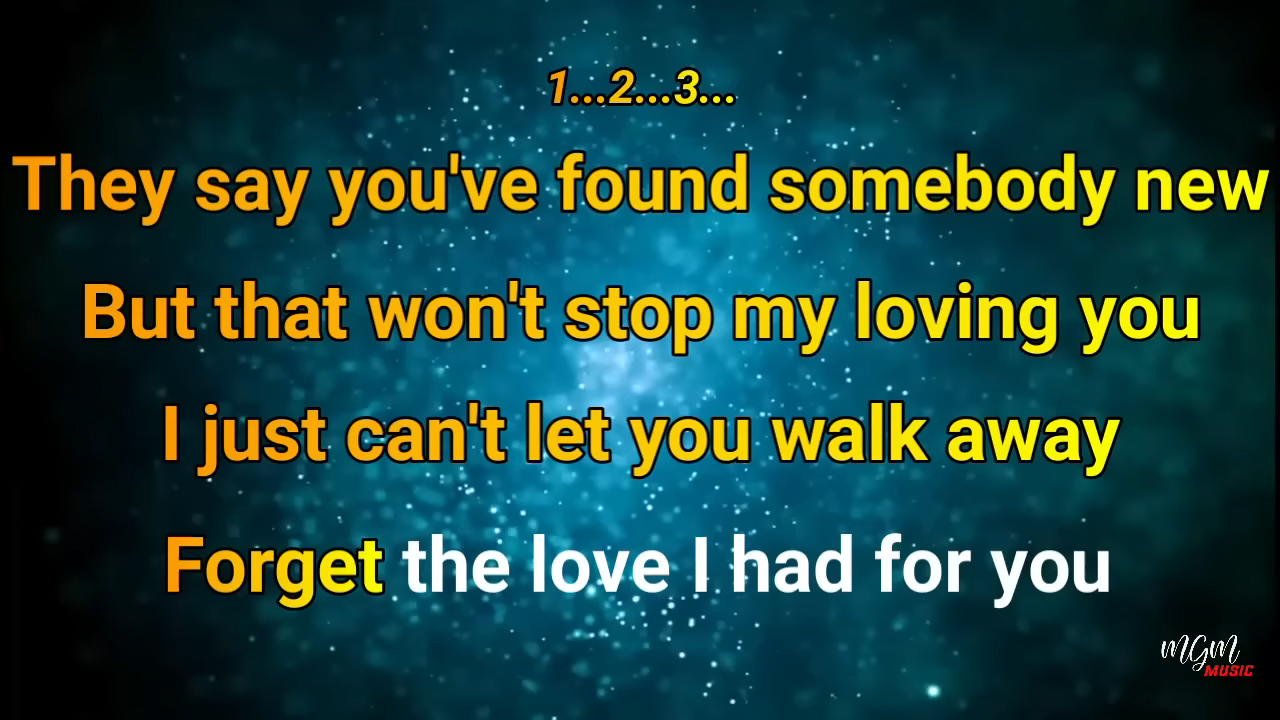 1...2...3...
They say you've found somebody new
But that won't stop my loving you
I just can't let you walk away
Forget the love I had for you
MGM
MUSIC